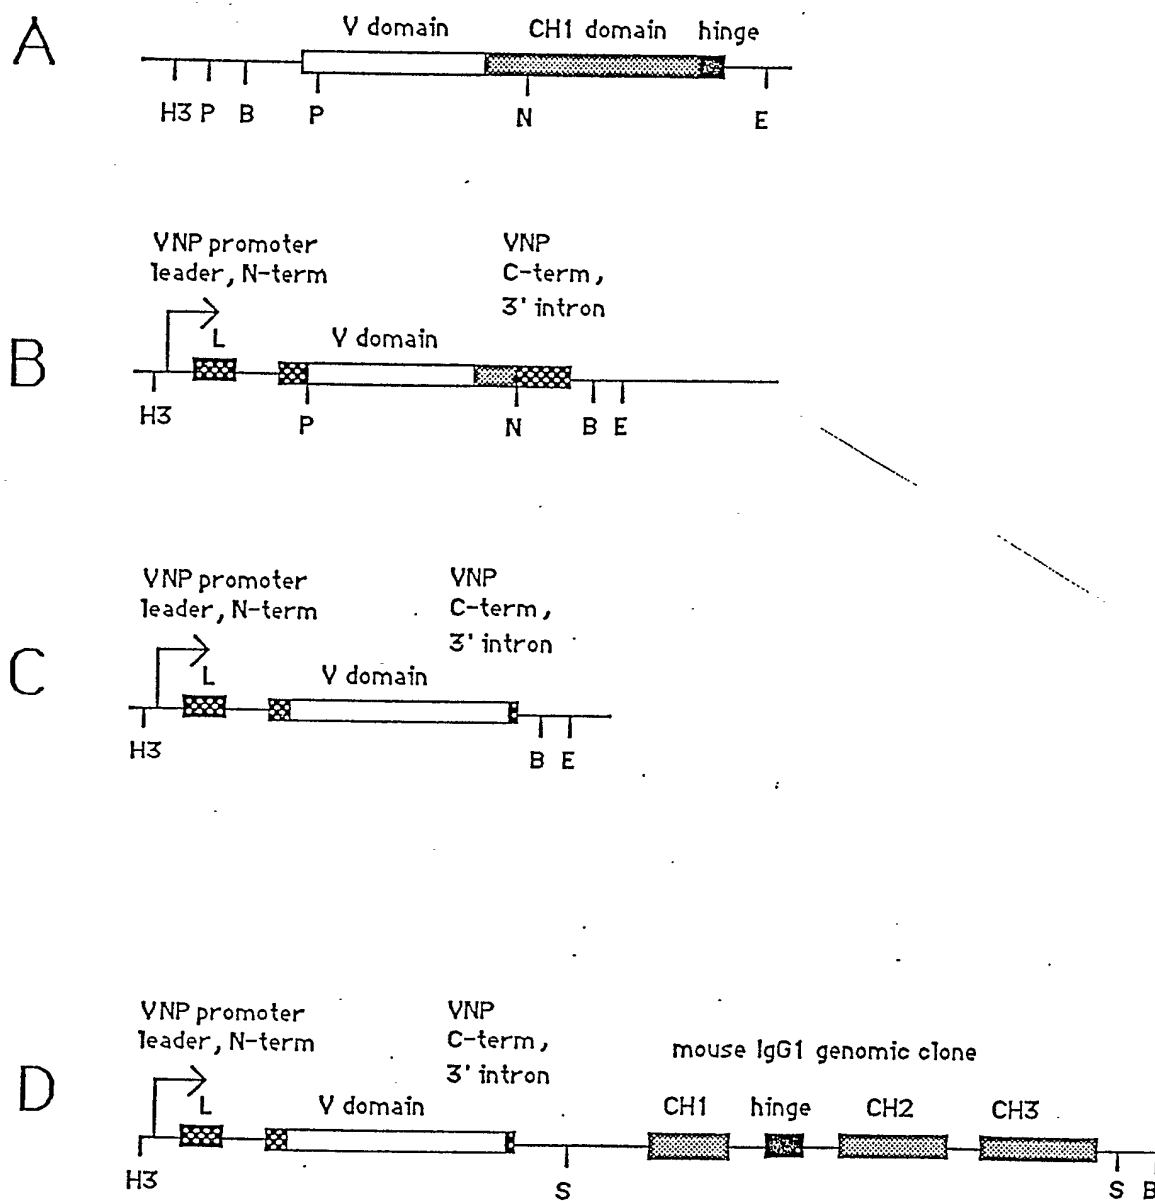 A
V domain CH1 domain hinge
H3 P B P N E
VNP promoter VNP
leader, N-term C-term,
3' intron
B
L V domain
H3 P N B E
VNP promoter VNP
leader, N-term C-term,
3' intron
C
L V domain
H3 B E
VNP promoter VNP
leader, N-term C-term,
mouse IgG1 genomic clone
3' intron
D
L V domain CH1 hinge CH2 CH3
H3 S S B